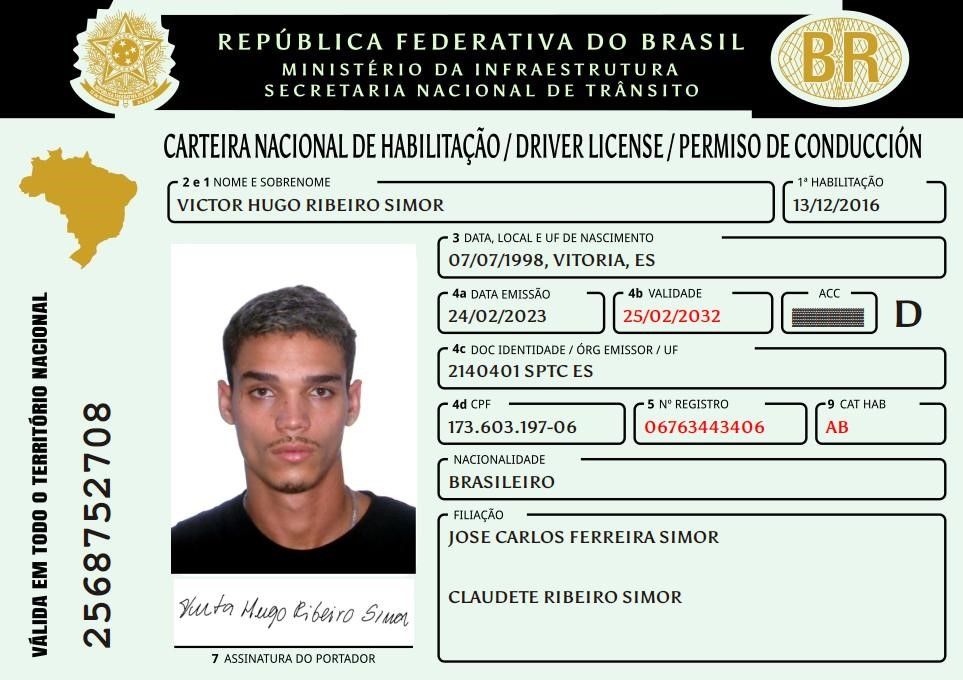 REPÚBLICA FEDERATIVA DO BRASIL
MINISTÉRIO DA INFRAESTRUTURA
SECRETARIA NACIONAL DE TRÂNSITO
BR
CARTEIRA NACIONAL DE HABILITAÇÃO / DRIVER LICENSE / PERMISO DE CONDUCCIÓN
2 e 1 NOME E SOBRENOME
VICTOR HUGO RIBEIRO SIMOR
1ª HABILITAÇÃO
13/12/2016
3 DATA, LOCAL E UF DE NASCIMENTO
07/07/1998, VITORIA, ES
4a DATA EMISSÃO
24/02/2023
4b VALIDADE
25/02/2032
ACC
D
4c DOC IDENTIDADE / ÓRG EMISSOR / UF
2140401 SPTC ES
4d CPF
173.603.197-06
5 Nº REGISTRO
06763443406
9 CAT HAB
AB
NACIONALIDADE
BRASILEIRO
FILIAÇÃO
JOSE CARLOS FERREIRA SIMOR
CLAUDETE RIBEIRO SIMOR
VÁLIDA EM TODO O TERRITÓRIO NACIONAL
2568752708
Hugo Ribeiro Simor
7 ASSINATURA DO PORTADOR